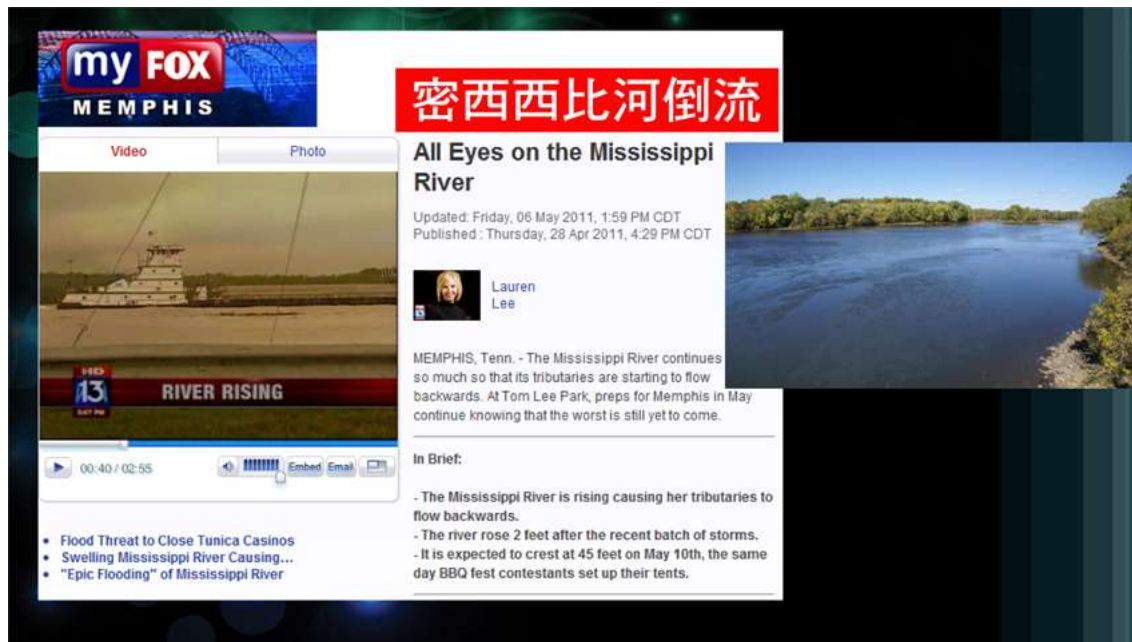 my FOX
MEMPHIS
密西西比河倒流
Video Photo
All Eyes on the Mississippi
River
Updated: Friday, 06 May 2011, 1:59 PM CDT
Published : Thursday, 28 Apr 2011, 4:29 PM CDT
Lauren
Lee
MEMPHIS, Tenn. - The Mississippi River continues
so much so that its tributaries are starting to flow
backwards. At Tom Lee Park, preps for Memphis in May
continue knowing that the worst is still yet to come.
HD
13
RIVER RISING
00:40 / 02:55
Embed Email
In Brief:
- The Mississippi River is rising causing her tributaries to
flow backwards.
- The river rose 2 feet after the recent batch of storms.
- It is expected to crest at 45 feet on May 10th, the same
day BBQ fest contestants set up their tents.
• Flood Threat to Close Tunica Casinos
• Swelling Mississippi River Causing...
• "Epic Flooding" of Mississippi River